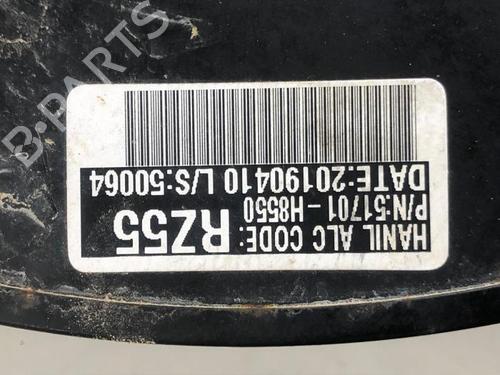 HANIL ALC CODE: RZ55
P/N:51701-H8550
DATE:20190410 L/S:50064
B-PARTS